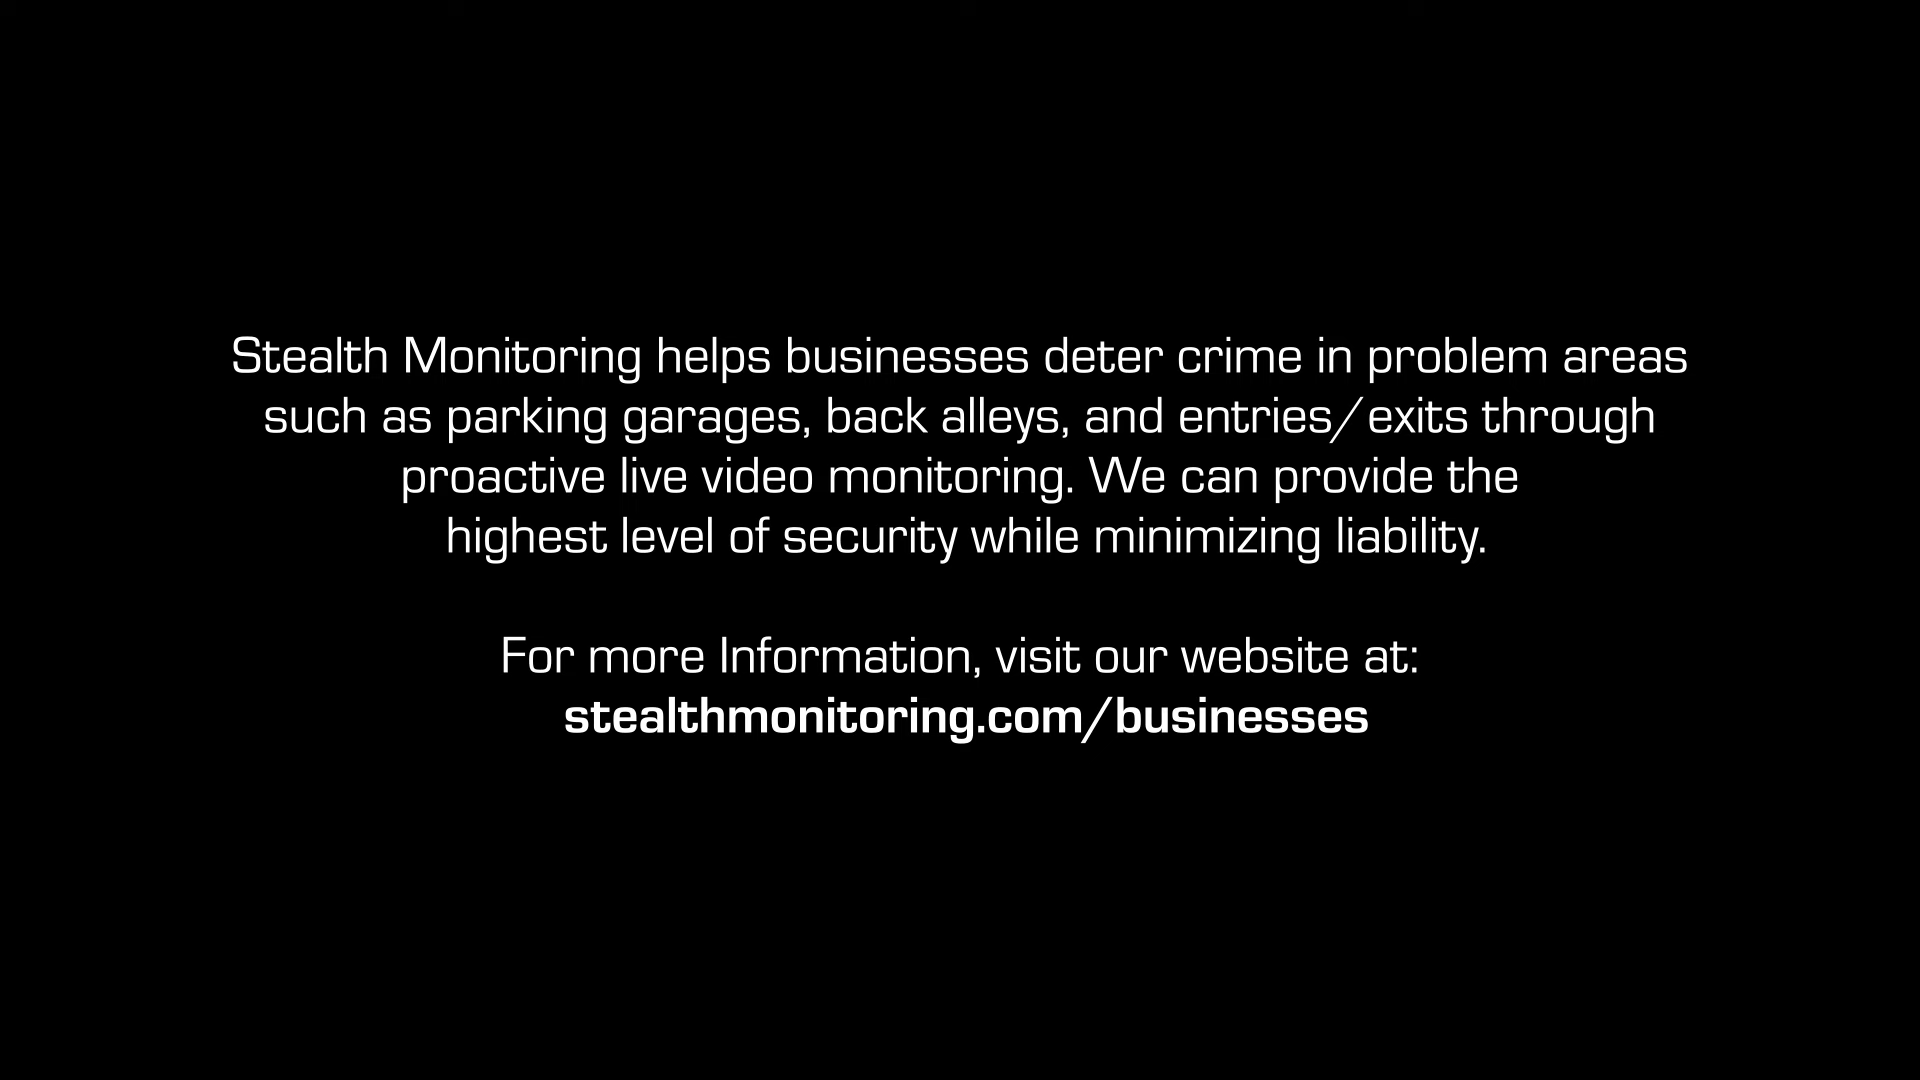 Stealth Monitoring helps businesses deter crime in problem areas
such as parking garages, back alleys, and entries/exits through
proactive live video monitoring. We can provide the
highest level of security while minimizing liability.
For more Information, visit our website at:
stealthmonitoring.com/businesses